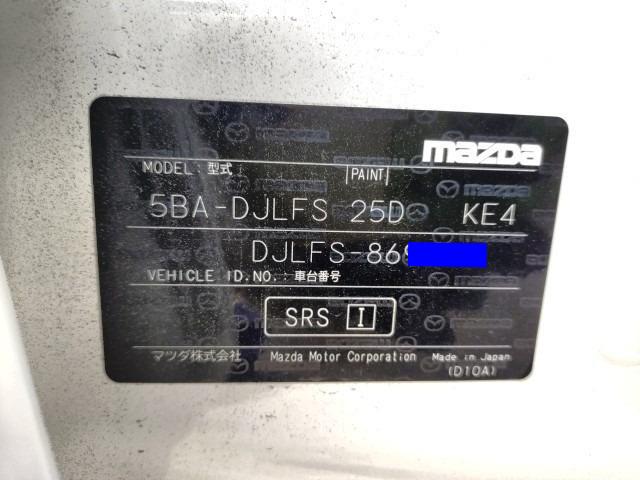 mazda
MODEL:型式 PAINT
5BA-DJLFS 25D KE4
DJLFS-868
VEHICLE ID.NO.:車台番号
SRS I
マツダ株式会社 Mazda Motor Corporation Made in Japan
(D10A)